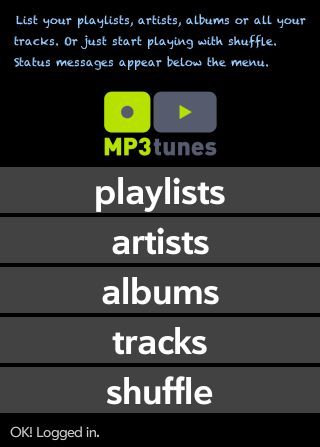 List your playlists, artists, albums or all your
tracks. Or just start playing with shuffle.
Status messages appear below the menu.
MP3tunes
playlists
artists
albums
tracks
shuffle
OK! Logged in.